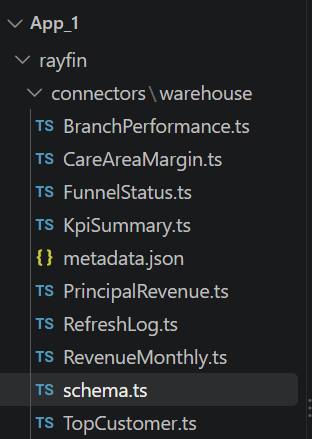 App_1
rayfin
connectors\warehouse
TS BranchPerformance.ts
TS CareAreaMargin.ts
TS FunnelStatus.ts
TS KpiSummary.ts
{} metadata.json
TS PrincipalRevenue.ts
TS RefreshLog.ts
TS RevenueMonthly.ts
TS schema.ts
TS TopCustomer.ts